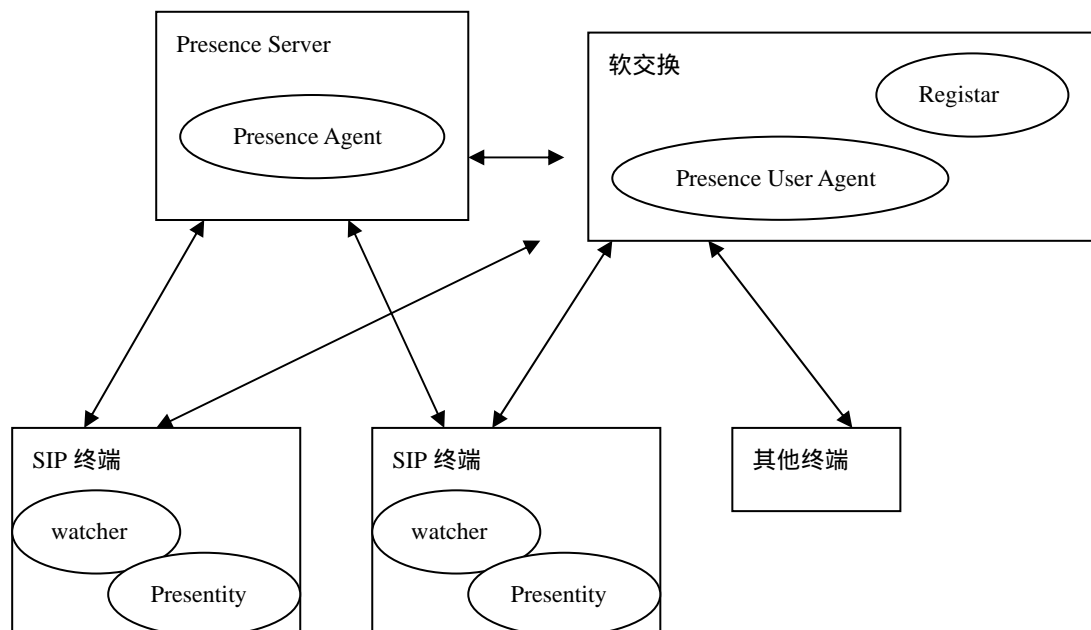 Presence Server
Presence Agent
软交换
Registar
Presence User Agent
SIP 终端
watcher
Presentity
SIP 终端
watcher
Presentity
其他终端